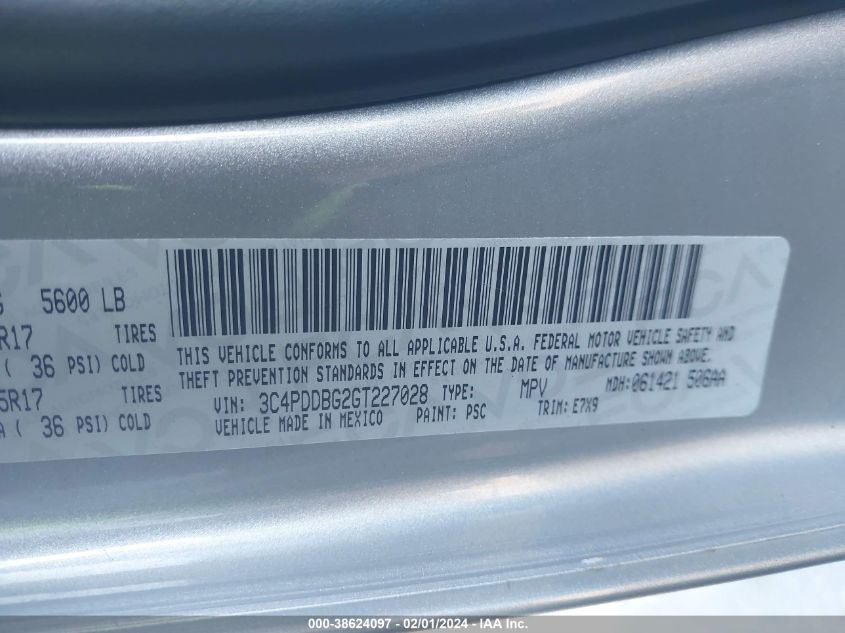 5600 LB
R17 TIRES
( 36 PSI) COLD
5R17 TIRES
( 36 PSI) COLD
THIS VEHICLE CONFORMS TO ALL APPLICABLE U.S.A. FEDERAL MOTOR VEHICLE SAFETY AND
THEFT PREVENTION STANDARDS IN EFFECT ON THE DATE OF MANUFACTURE SHOWN ABOVE.
VIN: 3C4PDDBG2GT227028 TYPE: MPV MDH: 061421 506AA
VEHICLE MADE IN MEXICO PAINT: PSC TRIM: E7X9
000-38624097 - 02/01/2024 - IAA Inc.